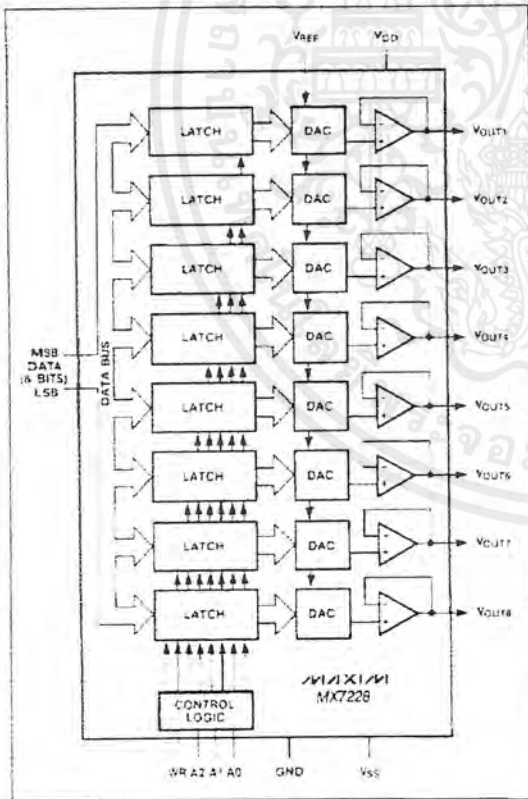 VREF VDD
LATCH DAC VOUT1
LATCH DAC VOUT2
LATCH DAC VOUT3
LATCH DAC VOUT4
MSB
DATA
(& BITS)
LSB
DATA BUS
LATCH DAC VOUT5
LATCH DAC VOUT6
LATCH DAC VOUT7
LATCH DAC VOUT8
MAXIM
MX7228
CONTROL
LOGIC
WR A2 A1 A0 GND VSS